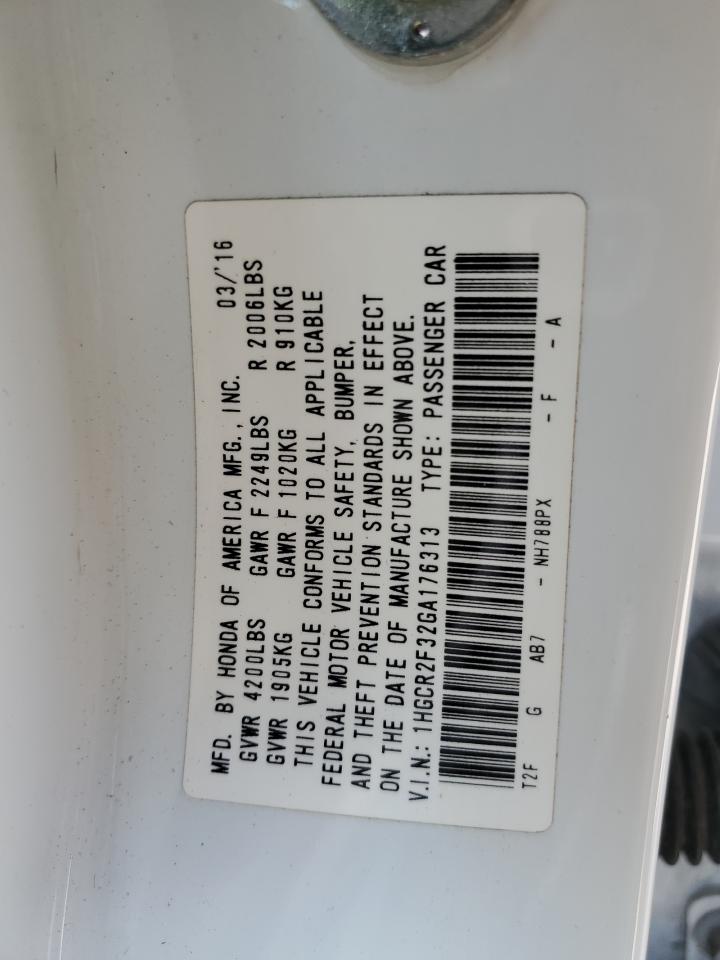 MFD. BY HONDA OF AMERICA MFG., INC. 03/'16
GVWR 4200LBS GAWR F 2249LBS R 2006LBS
GVWR 1905KG GAWR F 1020KG R 910KG
THIS VEHICLE CONFORMS TO ALL APPLICABLE
FEDERAL MOTOR VEHICLE SAFETY, BUMPER,
AND THEFT PREVENTION STANDARDS IN EFFECT
ON THE DATE OF MANUFACTURE SHOWN ABOVE.
V.I.N.: 1HGCR2F32GA176313 TYPE: PASSENGER CAR
T2F G AB7 - NH788PX - F - A